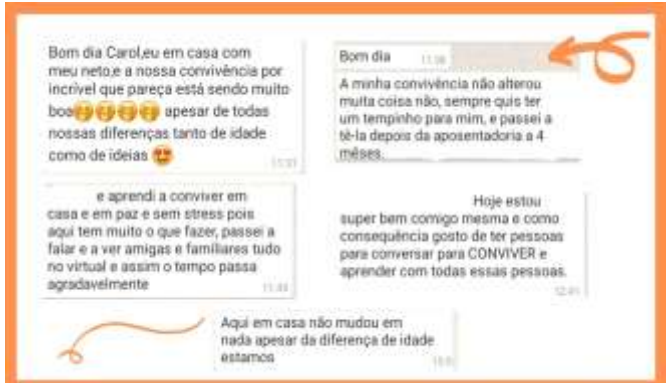 Bom dia Carol,eu em casa com
meu neto,e a nossa convivência por
incrível que pareça está sendo muito
boa😁😁😁😁 apesar de todas
nossas diferenças tanto de idade
como de ideias 😍
Bom dia
A minha convivência não alterou
muita coisa não, sempre quis ter
um tempinho para mim, e passei a
tê-la depois da aposentadoria a 4
mêses.
e aprendi a conviver em
casa e em paz e sem stress pois
aqui tem muito o que fazer, passei a
falar e a ver amigas e familiares tudo
no virtual e assim o tempo passa
agradavelmente
Hoje estou
super bem comigo mesma e como
consequência gosto de ter pessoas
para conversar para CONVIVER e
aprender com todas essas pessoas.
Aqui em casa não mudou em
nada apesar da diferença de idade
estamos